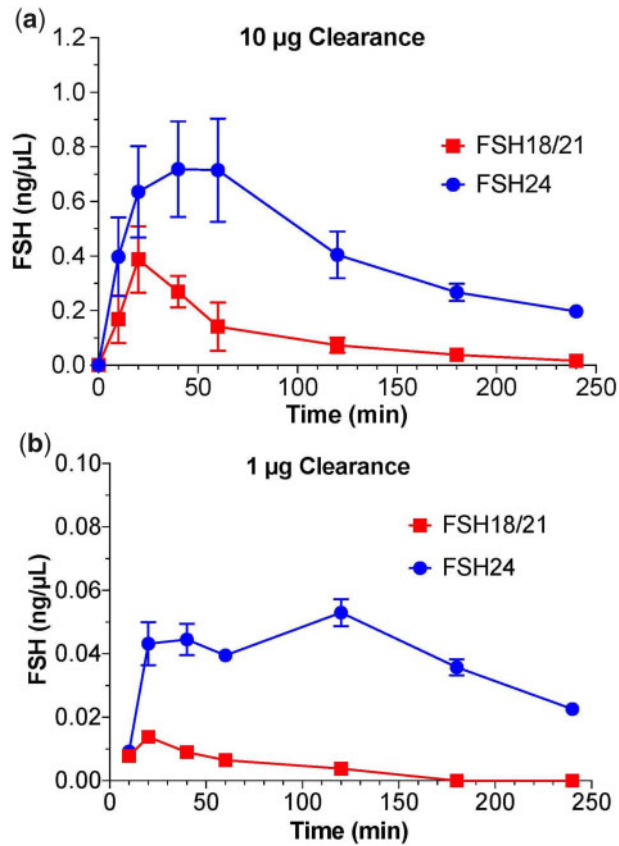 (a)
10 µg Clearance
1.2
1.0
0.8
0.6
0.4
0.2
0.0
FSH (ng/µL)
FSH18/21
FSH24
0 50 100 150 200 250
Time (min)
(b)
1 µg Clearance
0.10
0.08
0.06
0.04
0.02
0.00
FSH (ng/µL)
FSH18/21
FSH24
0 50 100 150 200 250
Time (min)